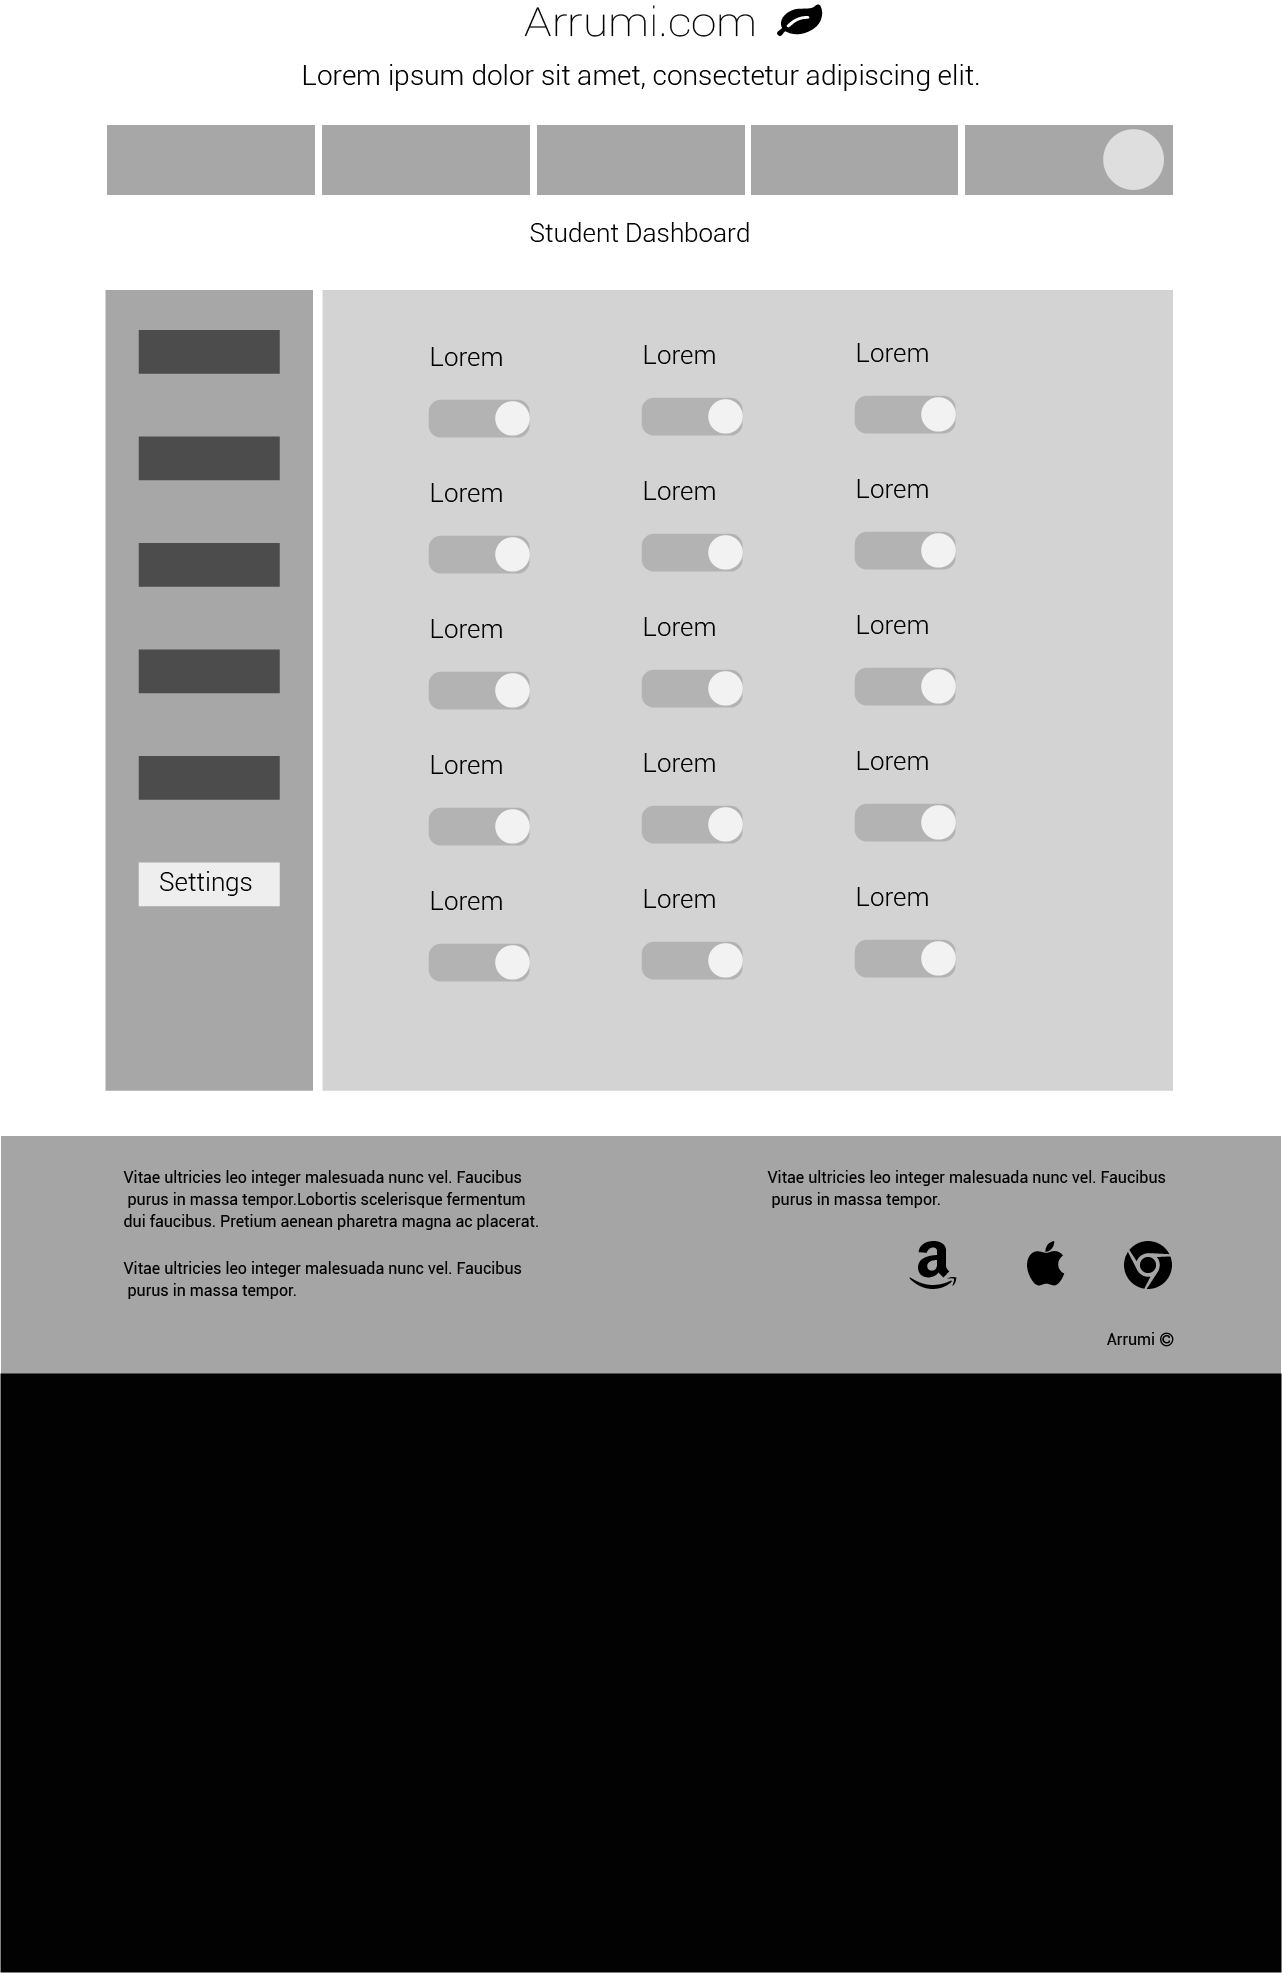 Arrumi.com
Lorem ipsum dolor sit amet, consectetur adipiscing elit.
Student Dashboard
Lorem Lorem Lorem
Lorem Lorem Lorem
Lorem Lorem Lorem
Lorem Lorem Lorem
Settings
Lorem Lorem Lorem
Vitae ultricies leo integer malesuada nunc vel. Faucibus
purus in massa tempor.Lobortis scelerisque fermentum
dui faucibus. Pretium aenean pharetra magna ac placerat.
Vitae ultricies leo integer malesuada nunc vel. Faucibus
purus in massa tempor.
Vitae ultricies leo integer malesuada nunc vel. Faucibus
purus in massa tempor.
Arrumi ©